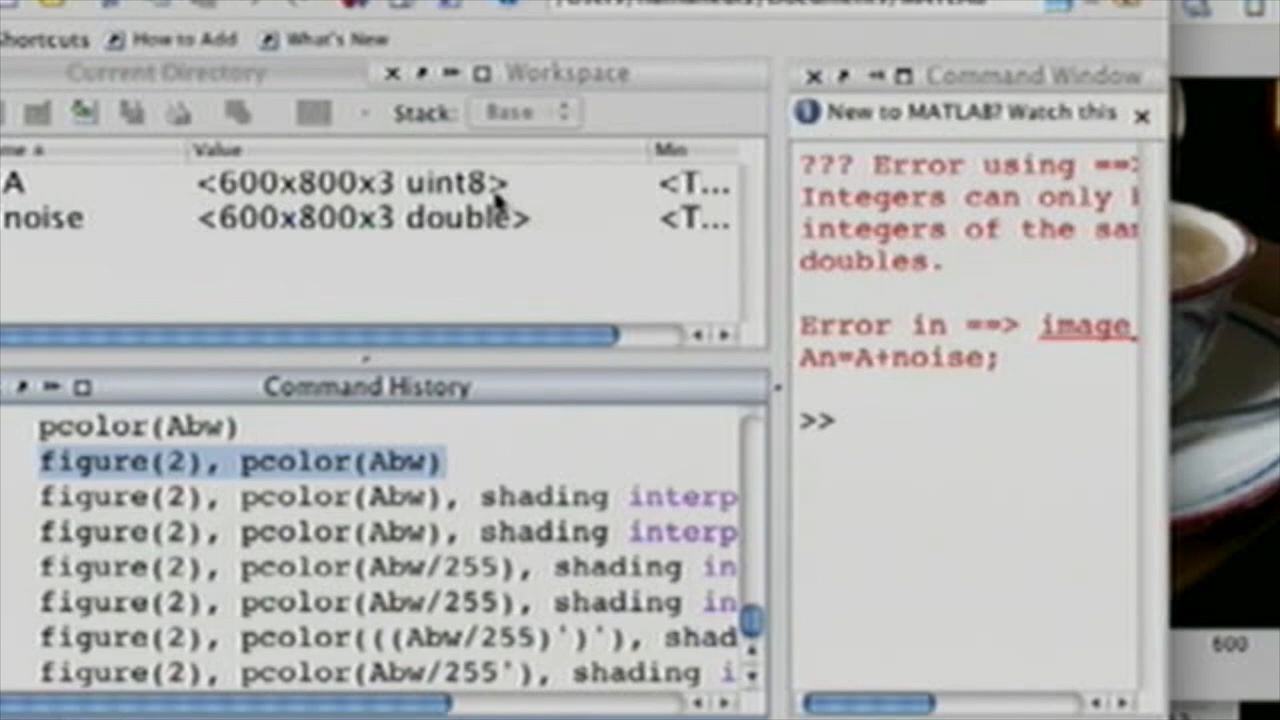 Shortcuts How to Add What's New
Current Directory Workspace
Stack: Base
Value Min
A <600x800x3 uint8> <T...
noise <600x800x3 double> <T...
Command History
pcolor(Abw)
figure(2), pcolor(Abw)
figure(2), pcolor(Abw), shading interp
figure(2), pcolor(Abw), shading interp
figure(2), pcolor(Abw/255), shading in
figure(2), pcolor(Abw/255), shading in
figure(2), pcolor(((Abw/255)')'), shad
figure(2), pcolor(Abw/255'), shading i
Command Window
New to MATLAB? Watch this
??? Error using ==>
Integers can only
integers of the sam
doubles.
Error in ==> image_
An=A+noise;
>>
600